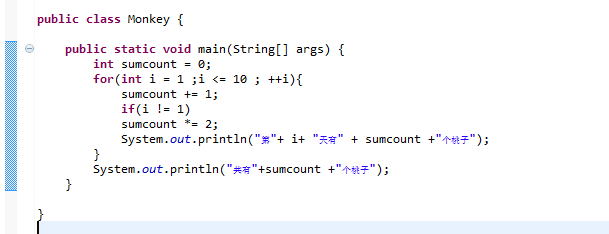 public class Monkey {
public static void main(String[] args) {
int sumcount = 0;
for(int i = 1 ;i <= 10 ; ++i){
sumcount += 1;
if(i != 1)
sumcount *= 2;
System.out.println("第"+ i+ "天有" + sumcount +"个桃子");
}
System.out.println("共有"+sumcount +"个桃子");
}
}